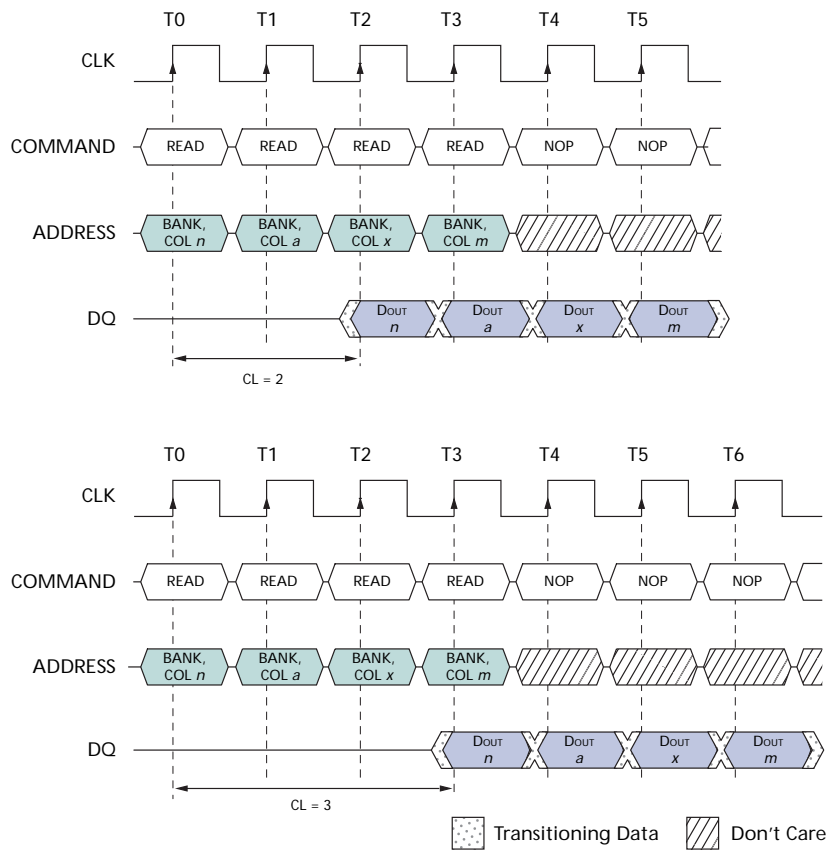 T0 T1 T2 T3 T4 T5
CLK
COMMAND READ READ READ READ NOP NOP
ADDRESS BANK, COL n BANK, COL a BANK, COL x BANK, COL m
DQ DOUT n DOUT a DOUT x DOUT m
CL = 2
T0 T1 T2 T3 T4 T5 T6
CLK
COMMAND READ READ READ READ NOP NOP NOP
ADDRESS BANK, COL n BANK, COL a BANK, COL x BANK, COL m
DQ DOUT n DOUT a DOUT x DOUT m
CL = 3
Transitioning Data Don't Care